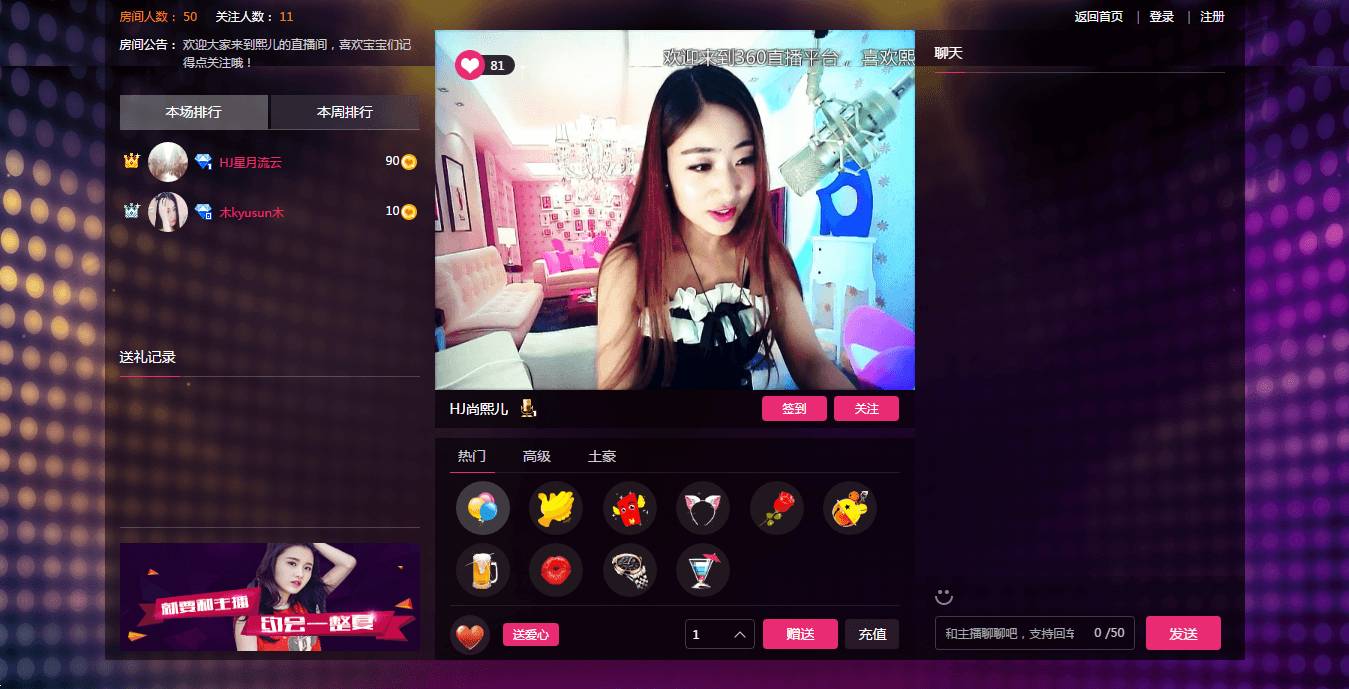 房间人数： 50 关注人数： 11
返回首页 | 登录 | 注册
房间公告： 欢迎大家来到熙儿的直播间，喜欢宝宝们记
得点关注哦！
本场排行 本周排行
HJ星月流云 90
木kyusun木 10
送礼记录
就要和主播
约会一整夏
81
欢迎来到360直播平台，喜欢熙
HJ尚熙儿
签到 关注
热门 高级 土豪
送爱心 1 赠送 充值
聊天
和主播聊聊吧，支持回车 0 /50 发送